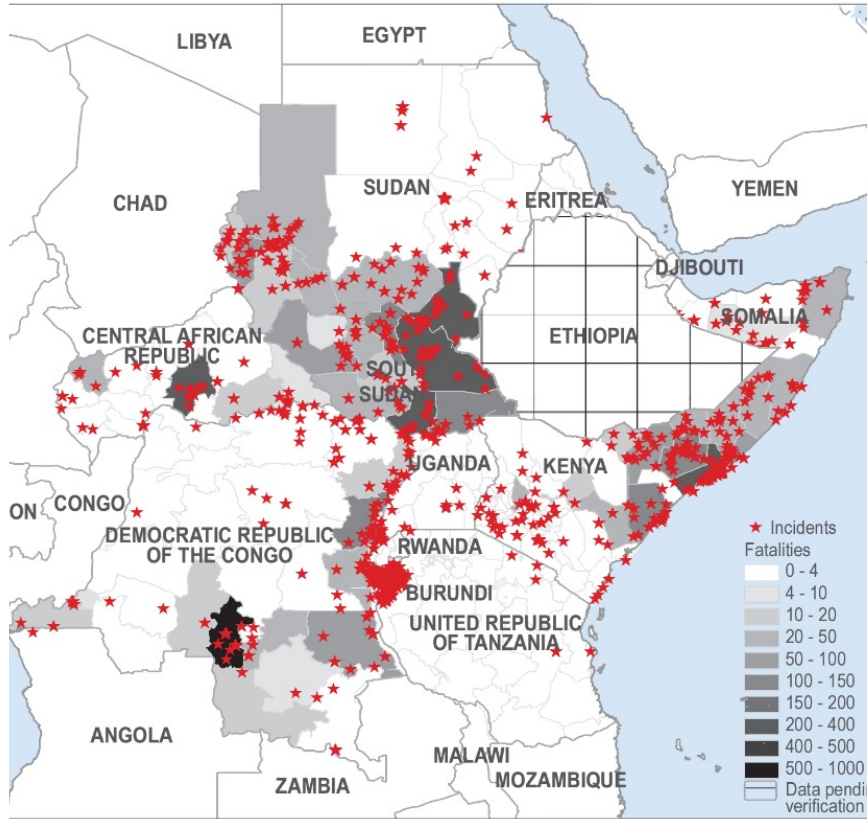 LIBYA
EGYPT
CHAD
SUDAN
ERITREA
YEMEN
DJIBOUTI
SOMALIA
CENTRAL AFRICAN
REPUBLIC
ETHIOPIA
SOUT
SUDAN
UGANDA
KENYA
ON
CONGO
DEMOCRATIC REPUBLIC
OF THE CONGO
RWANDA
BURUNDI
UNITED REPUBLIC
OF TANZANIA
ANGOLA
ZAMBIA
MALAWI
MOZAMBIQUE
Incidents
Fatalities
0 - 4
4 - 10
10 - 20
20 - 50
50 - 100
100 - 150
150 - 200
200 - 400
400 - 500
500 - 1000
Data pendin
verification